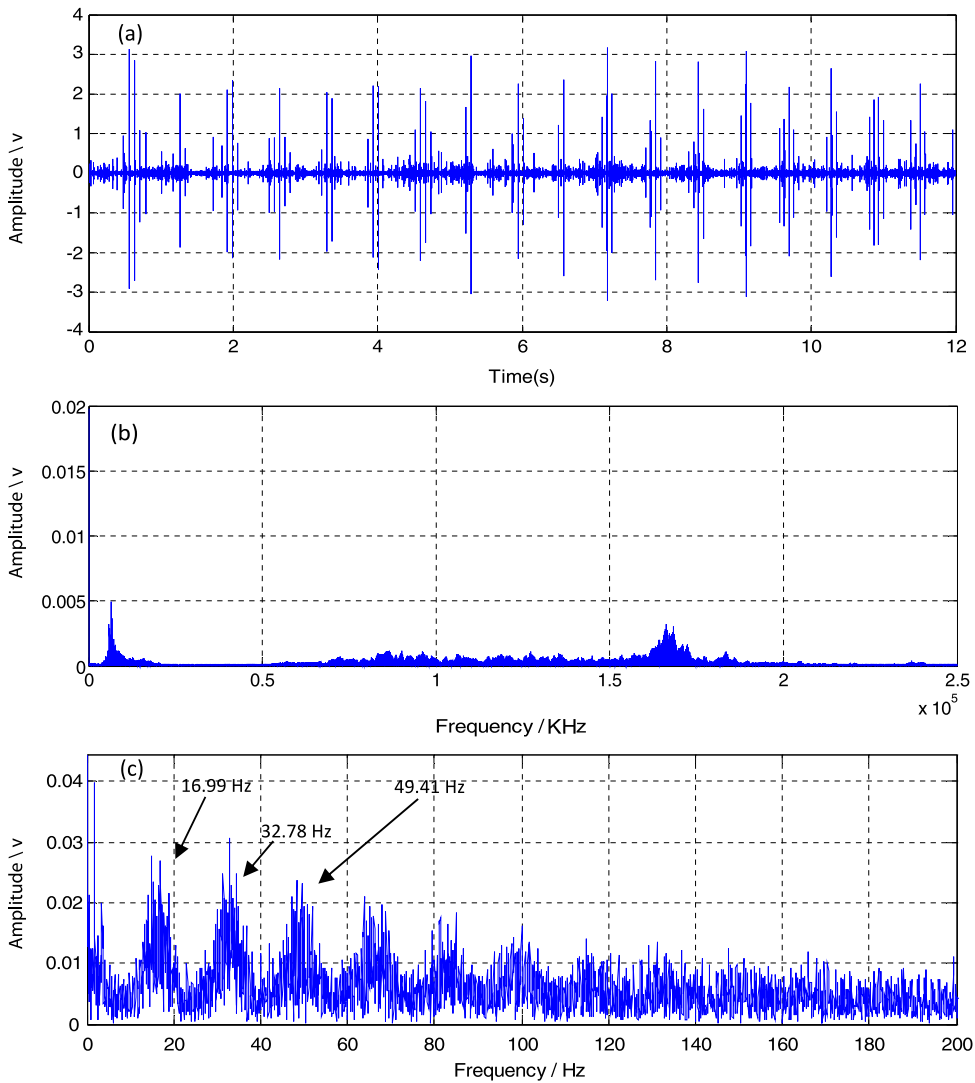 (a)
4
3
2
1
0
-1
-2
-3
-4
Amplitude \ v
0 2 4 6 8 10 12
Time(s)
(b)
0.02
0.015
0.01
0.005
0
Amplitude \ v
0 0.5 1 1.5 2 2.5
x 10^5
Frequency / KHz
(c)
16.99 Hz
32.78 Hz
49.41 Hz
0.04
0.03
0.02
0.01
0
Amplitude \ v
0 20 40 60 80 100 120 140 160 180 200
Frequency / Hz